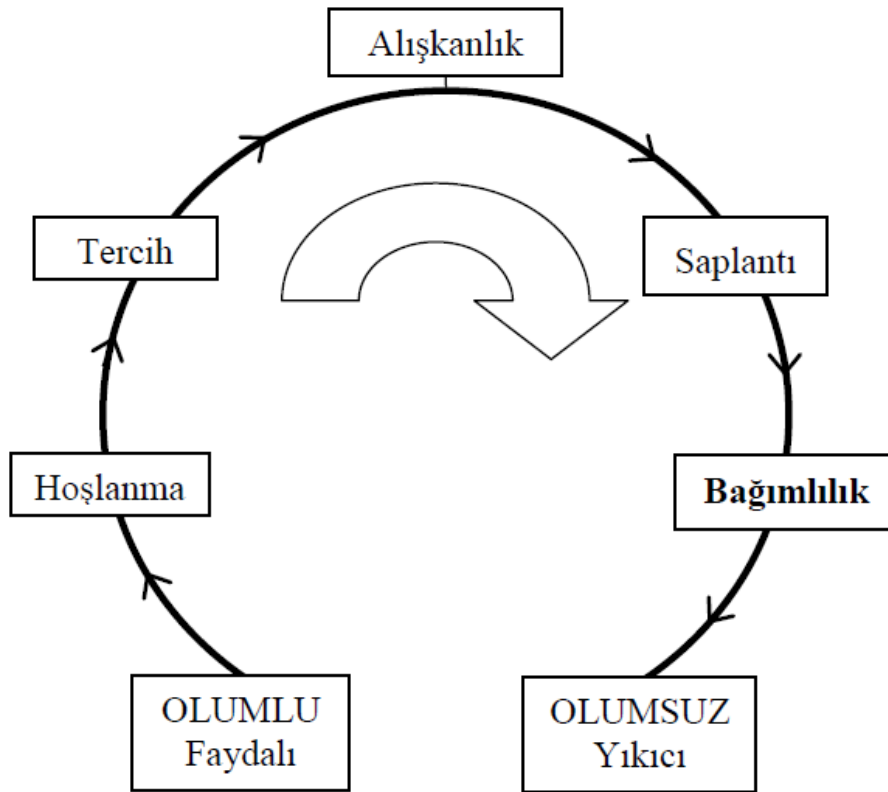 Alışkanlık
Tercih
Saplantı
Hoşlanma
Bağımlılık
OLUMLU
Faydalı
OLUMSUZ
Yıkıcı